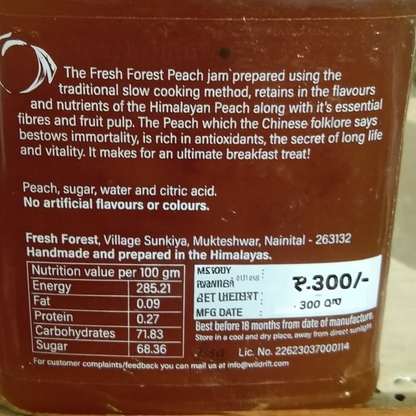 The Fresh Forest Peach jam prepared using the
traditional slow cooking method, retains in the flavours
and nutrients of the Himalayan Peach along with it's essential
fibres and fruit pulp. The Peach which the Chinese folklore says
bestows immortality, is rich in antioxidants, the secret of long life
and vitality. It makes for an ultimate breakfast treat!
Peach, sugar, water and citric acid.
No artificial flavours or colours.
Fresh Forest, Village Sunkiya, Mukteshwar, Nainital - 263132
Handmade and prepared in the Himalayas.
Nutrition value per 100 gm
Energy 285.21
Fat 0.09
Protein 0.27
Carbohydrates 71.83
Sugar 68.36
₹.300/-
300
MFG DATE :
Best before 18 months from date of manufacture.
Store in a cool and dry place, away from direct sunlight
Lic. No. 22623037000114
For customer complaints/feedback you can mail us at info@wildrift.com